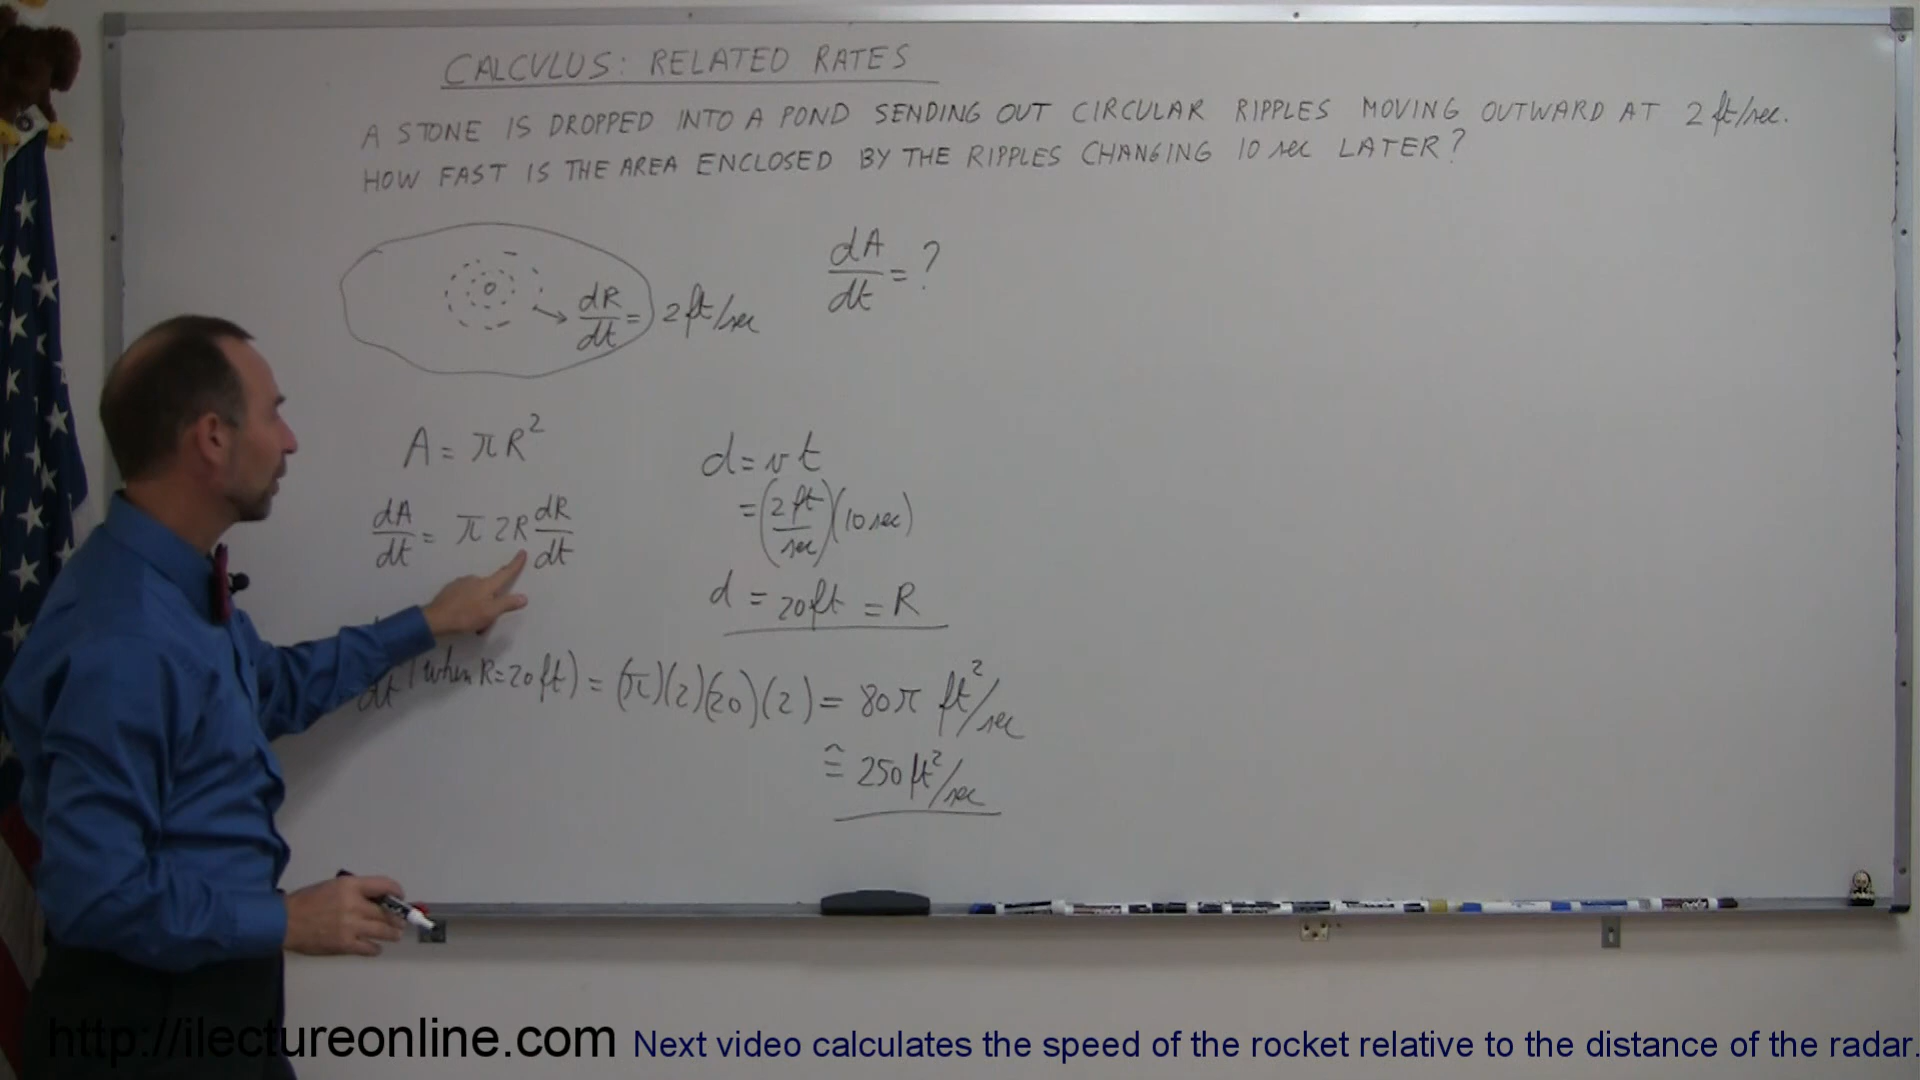 CALCULUS: RELATED RATES
A STONE IS DROPPED INTO A POND SENDING OUT CIRCULAR RIPPLES MOVING OUTWARD AT 2 ft/sec.
HOW FAST IS THE AREA ENCLOSED BY THE RIPPLES CHANGING 10 sec LATER?
dR/dt = 2 ft/sec
dA/dt = ?
A = πR²
dA/dt = π 2R dR/dt
d = vt
= (2 ft/sec)(10 sec)
d = 20 ft = R
dt (when R=20 ft) = (π)(2)(20)(2) = 80π ft²/sec
≅ 250 ft²/sec
http://ilectureonline.com Next video calculates the speed of the rocket relative to the distance of the radar.